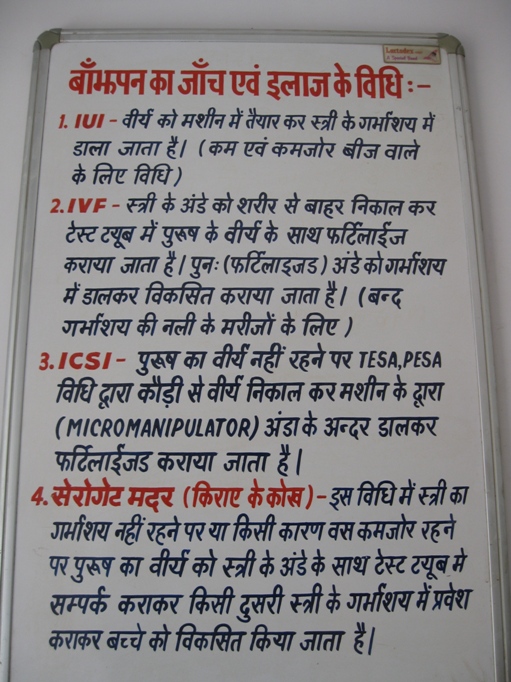 बाँझपन का जाँच एवं इलाज के विधि :-
1. IUI - वीर्य को मशीन में तैयार कर स्त्री के गर्भाशय में
डाला जाता है। (कम एवं कमजोर बीज वाले
के लिए विधि)
2. IVF - स्त्री के अंडे को शरीर से बाहर निकाल कर
टेस्ट ट्यूब में पुरूष के वीर्य के साथ फर्टिलाईज
कराया जाता है। पुनः (फर्टिलाइजड) अंडे को गर्भाशय
में डालकर विकसित कराया जाता है। (बन्द
गर्भाशय की नली के मरीजों के लिए)
3. ICSI - पुरूष का वीर्य नहीं रहने पर TESA, PESA
विधि द्वारा कौड़ी से वीर्य निकाल कर मशीन के द्वारा
(MICROMANIPULATOR) अंडा के अन्दर डालकर
फर्टिलाईजड कराया जाता है।
4. सेरोगेट मदर (किराए के कोख) - इस विधि में स्त्री का
गर्भाशय नहीं रहने पर या किसी कारण वस कमजोर रहने
पर पुरूष का वीर्य को स्त्री के अंडे के साथ टेस्ट ट्यूब मे
सम्पर्क कराकर किसी दुसरी स्त्री के गर्भाशय में प्रवेश
कराकर बच्चे को विकसित किया जाता है।